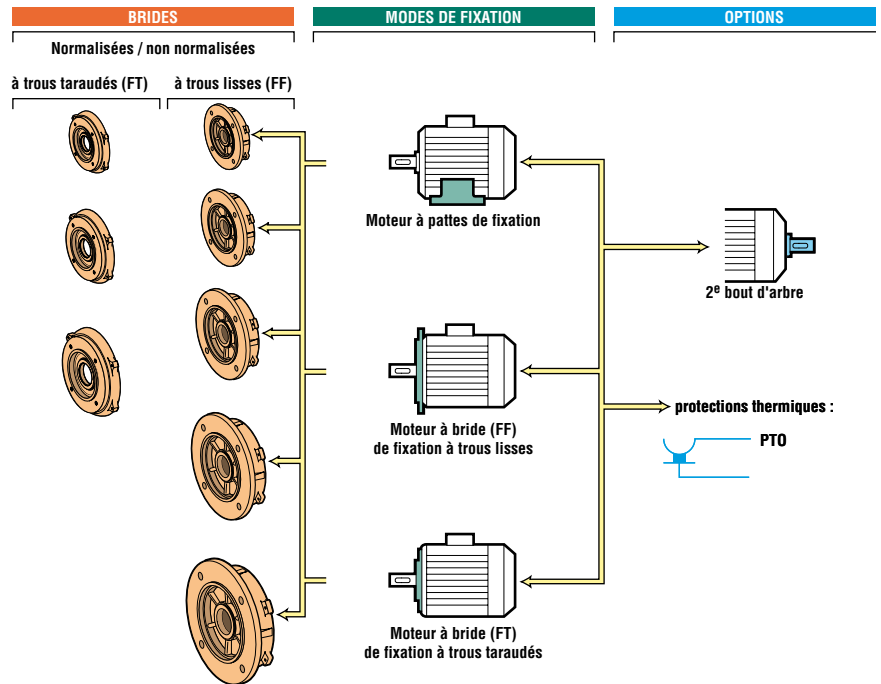 BRIDES
Normalisées / non normalisées
à trous taraudés (FT)
à trous lisses (FF)
MODES DE FIXATION
Moteur à pattes de fixation
Moteur à bride (FF)
de fixation à trous lisses
Moteur à bride (FT)
de fixation à trous taraudés
OPTIONS
2e bout d'arbre
protections thermiques :
PTO